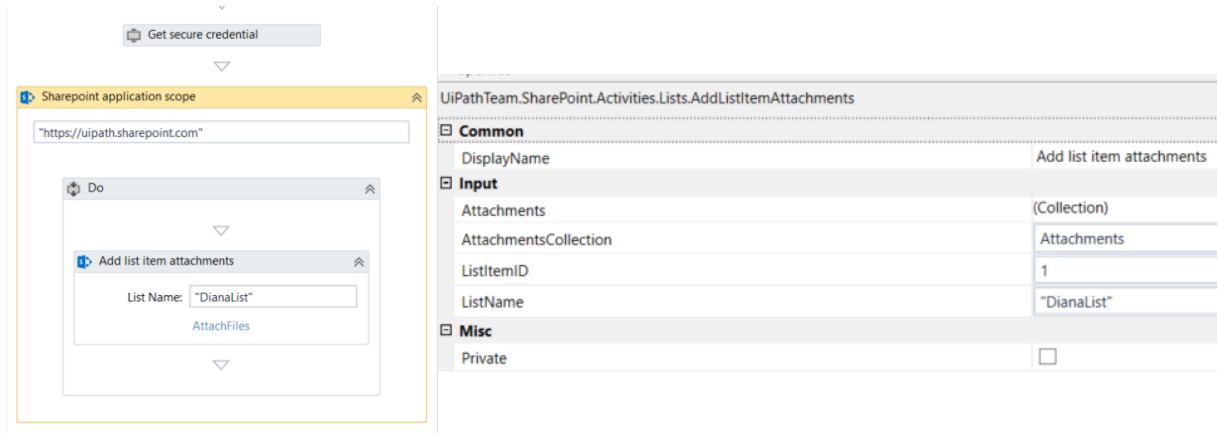 Get secure credential
Sharepoint application scope
"https://uipath.sharepoint.com"
Do
Add list item attachments
List Name: "DianaList"
AttachFiles
UiPathTeam.SharePoint.Activities.Lists.AddListItemAttachments
Common
DisplayName Add list item attachments
Input
Attachments (Collection)
AttachmentsCollection Attachments
ListItemID 1
ListName "DianaList"
Misc
Private